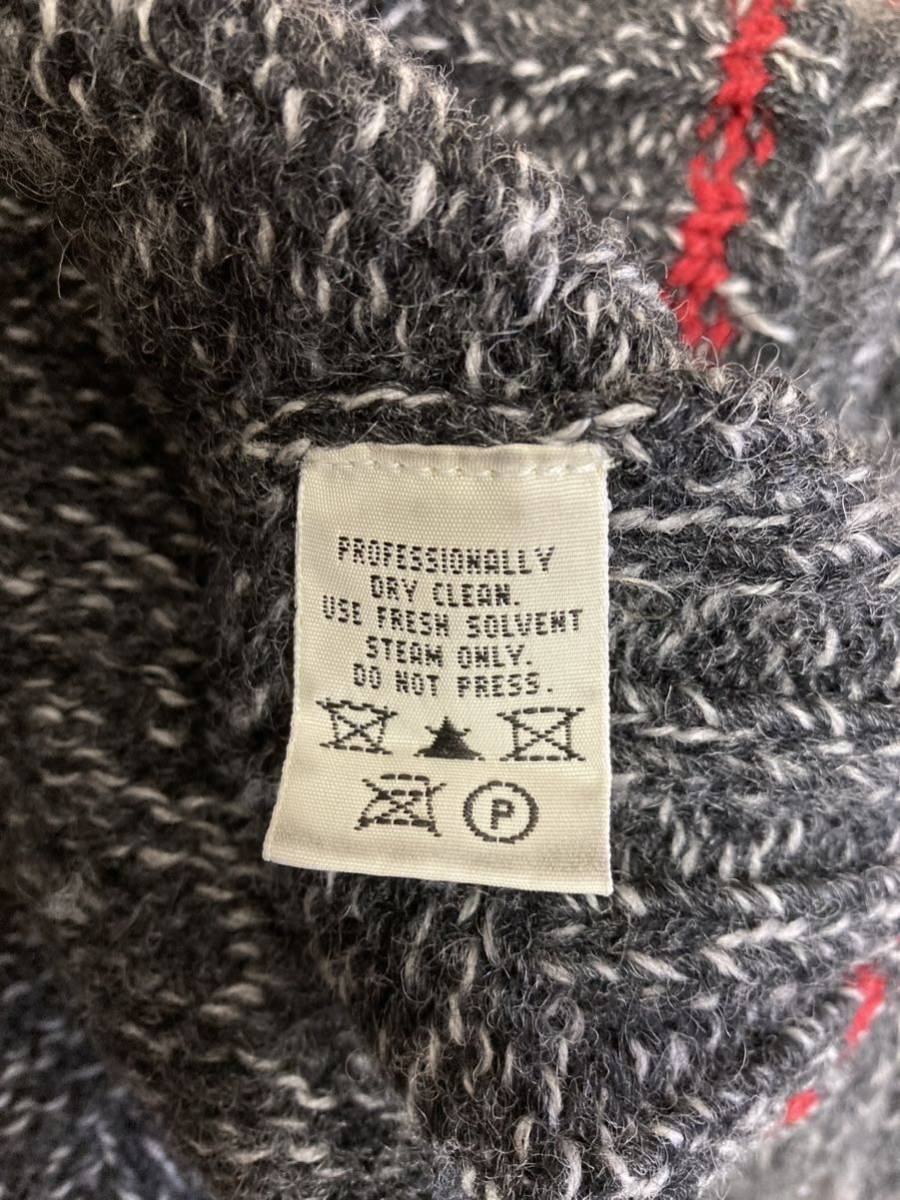 PROFESSIONALLY
DRY CLEAN.
USE FRESH SOLVENT
STEAM ONLY.
DO NOT PRESS.
P